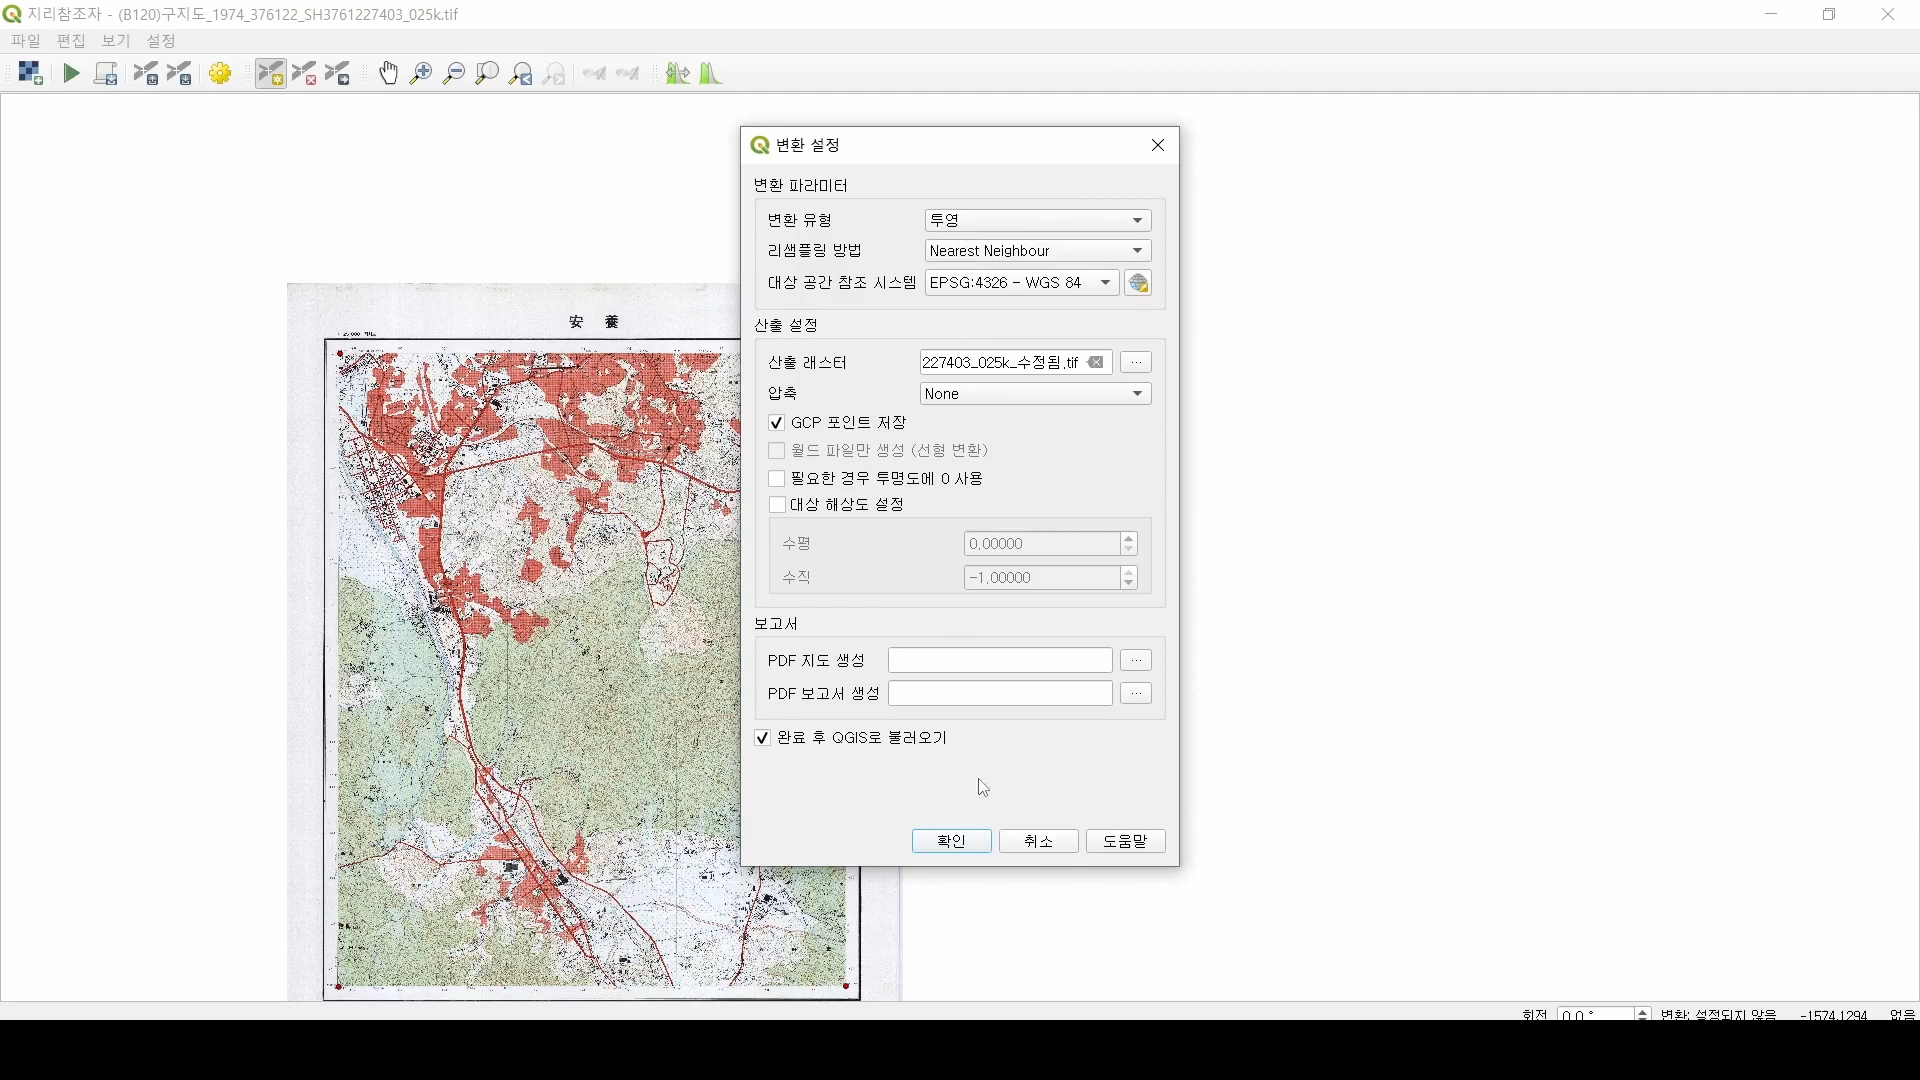 지리참조자 - (B120)구지도_1974_376122_SH3761227403_025k.tif
파일 편집 보기 설정
변환 설정
변환 파라미터
변환 유형 투영
리샘플링 방법 Nearest Neighbour
대상 공간 참조 시스템 EPSG:4326 - WGS 84
산출 설정
산출 래스터 227403_025k_수정됨.tif ...
압축 None
GCP 포인트 저장
월드 파일만 생성 (선형 변환)
필요한 경우 투명도에 0 사용
대상 해상도 설정
수평 0.00000
수직 -1.00000
보고서
PDF 지도 생성 ...
PDF 보고서 생성 ...
완료 후 QGIS로 불러오기
확인 취소 도움말
安 養
회전 0.0 ° 변환: 설정되지 않음 -1574,1294 없음